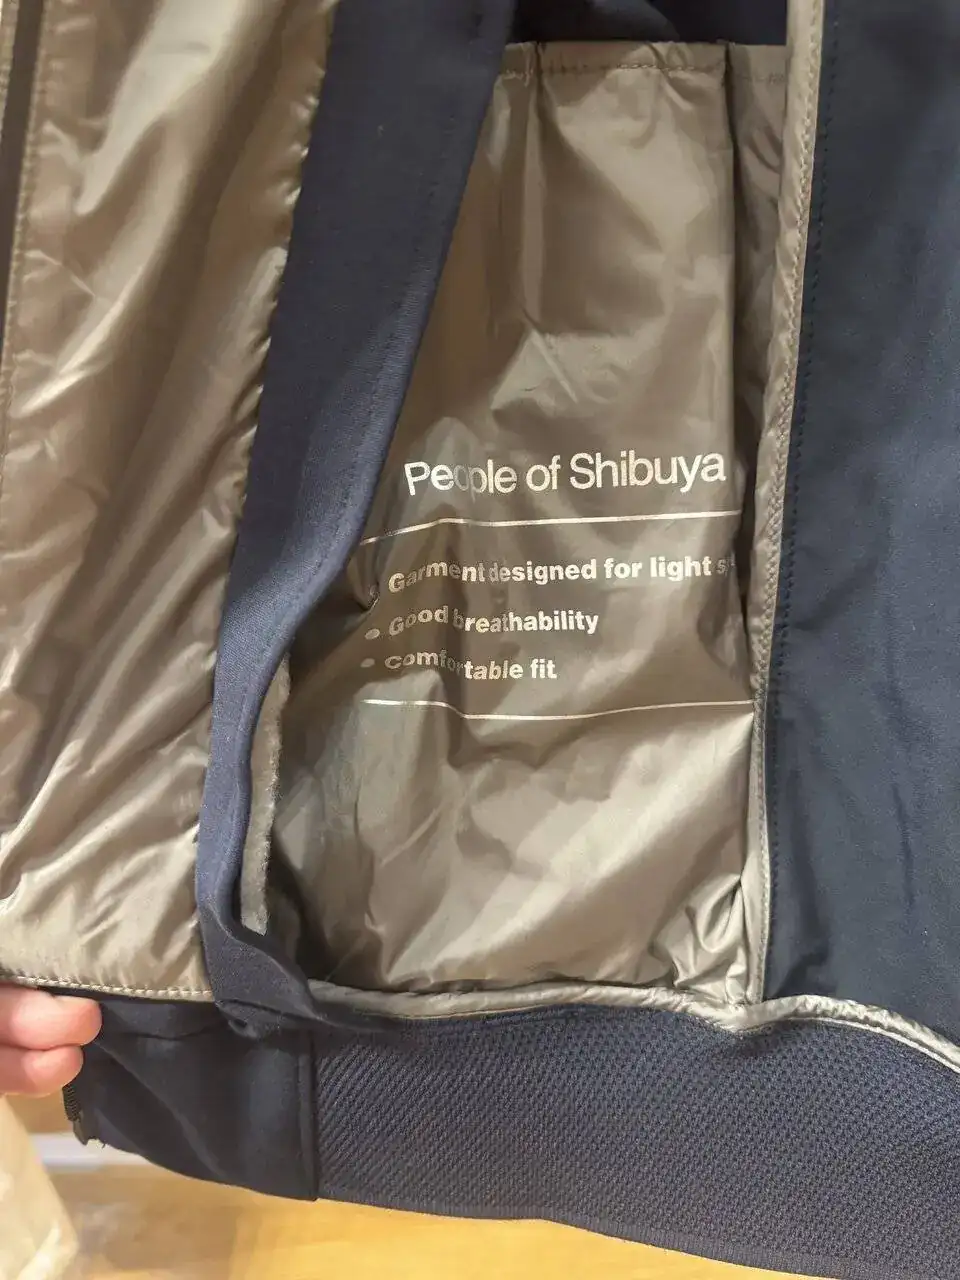 People of Shibuya
Garment designed for light
• Good breathability
• comfortable fit